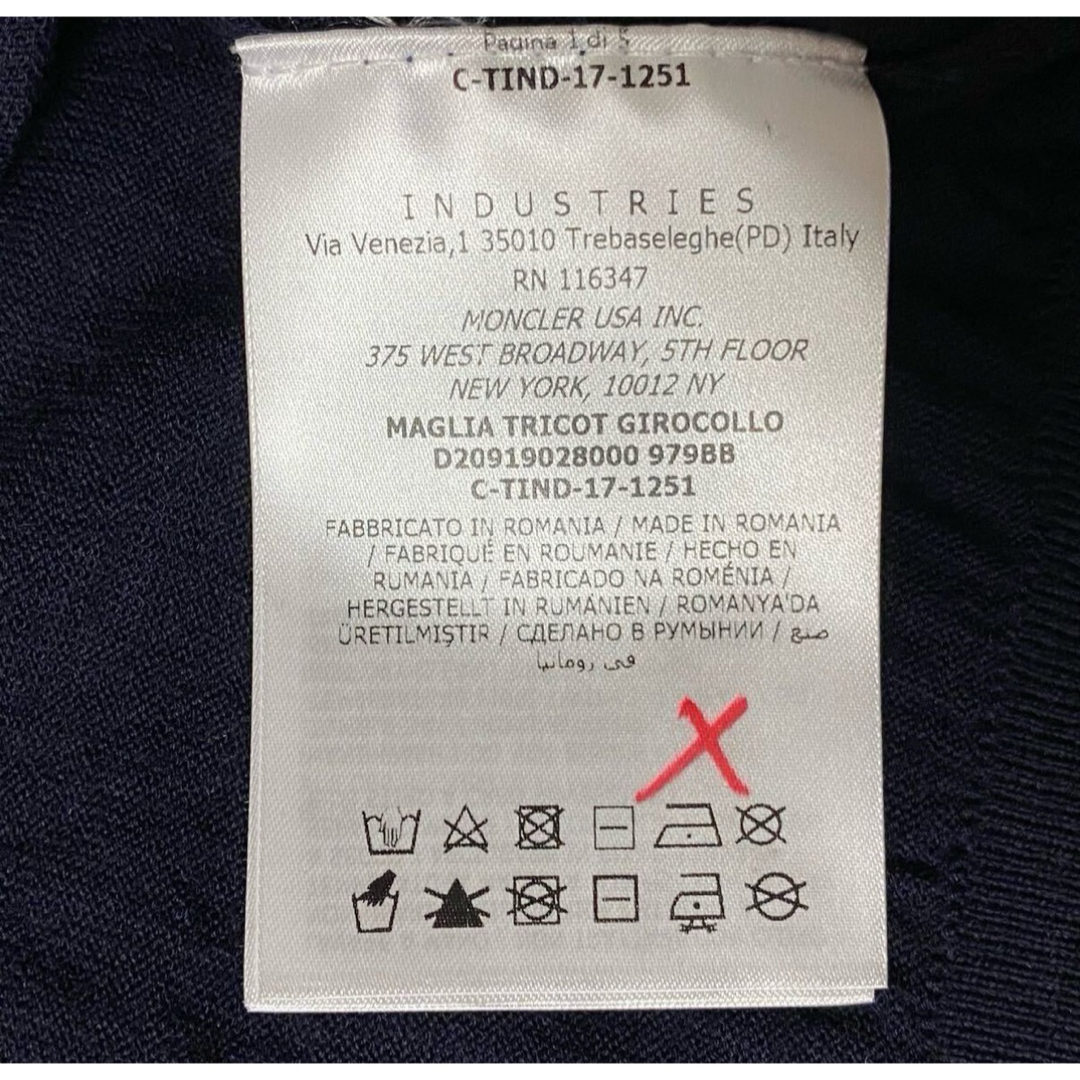 Pagina 1 di 5
C-TIND-17-1251
INDUSTRIES
Via Venezia,1 35010 Trebaseleghe(PD) Italy
RN 116347
MONCLER USA INC.
375 WEST BROADWAY, 5TH FLOOR
NEW YORK, 10012 NY
MAGLIA TRICOT GIROCOLLO
D20919028000 979BB
C-TIND-17-1251
FABBRICATO IN ROMANIA / MADE IN ROMANIA
/ FABRIQUÉ EN ROUMANIE / HECHO EN
RUMANIA / FABRICADO NA ROMÉNIA /
HERGESTELLT IN RUMÄNIEN / ROMANYA'DA
ÜRETILMIŞTIR / СДЕЛАНО В РУМЫНИИ / صنع
في رومانيا